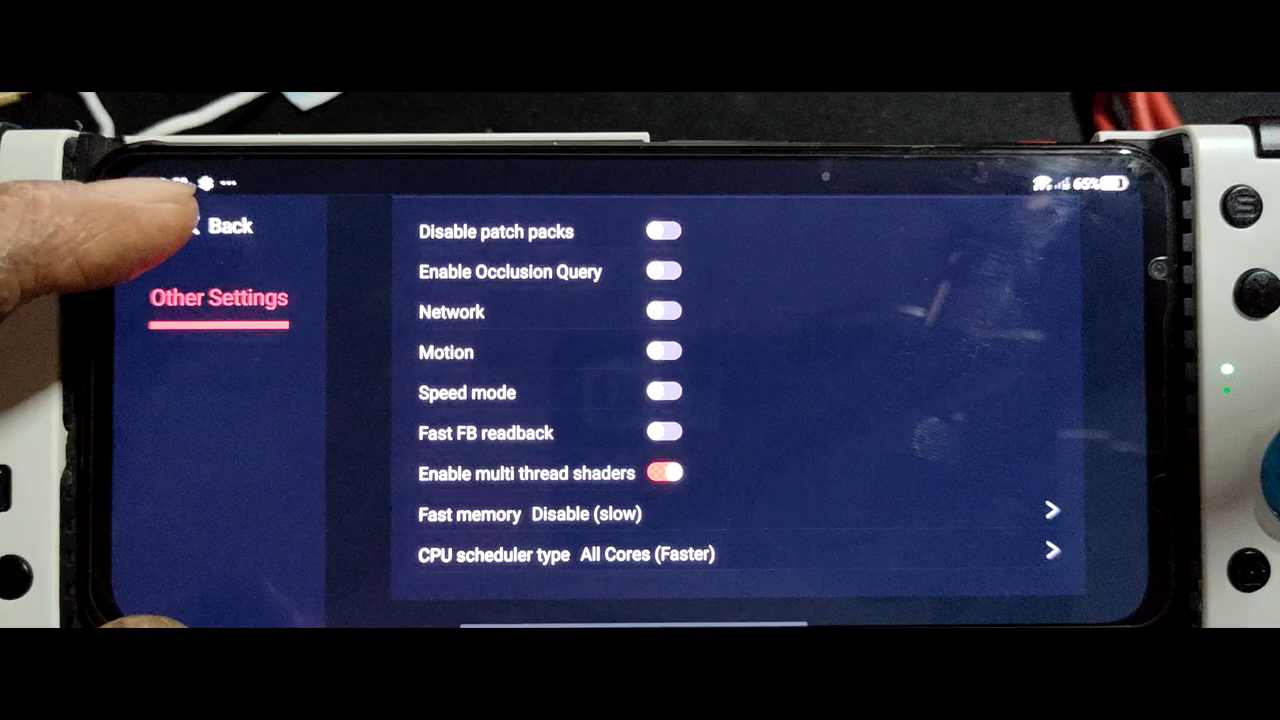 65%
Back
Other Settings
Disable patch packs
Enable Occlusion Query
Network
Motion
Speed mode
Fast FB readback
Enable multi thread shaders
Fast memory Disable (slow)
CPU scheduler type All Cores (Faster)